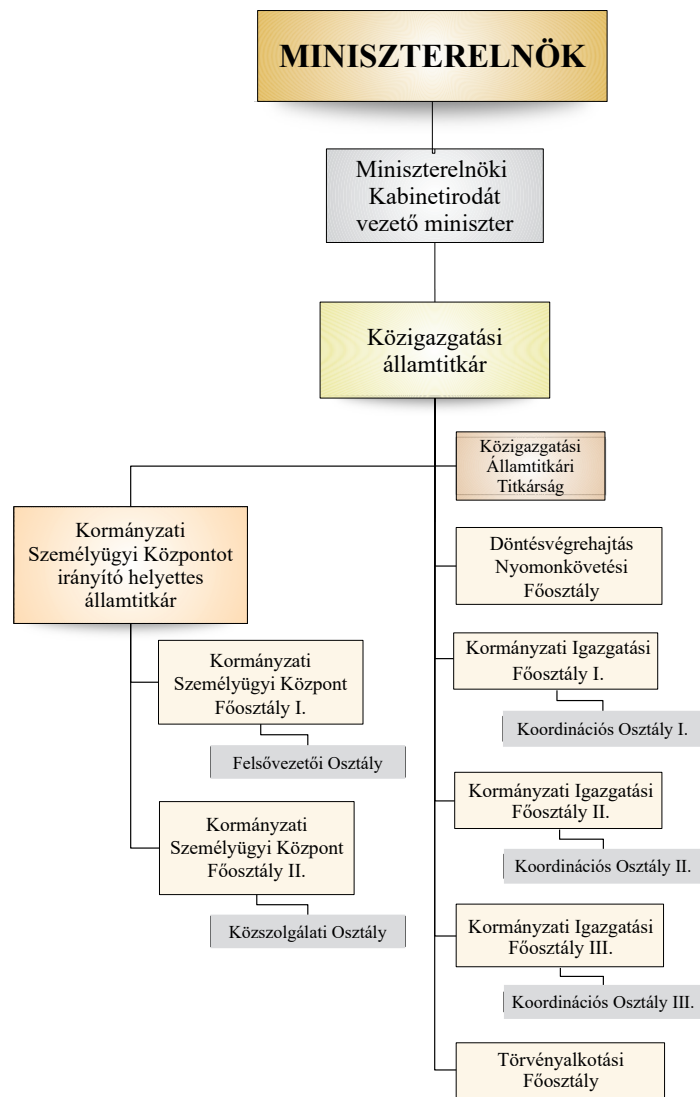 MINISZTERELNÖK
Miniszterelnöki
Kabinetirodát
vezető miniszter
Közigazgatási
államtitkár
Közigazgatási
Államtitkári
Titkárság
Kormányzati
Személyügyi Központot
irányító helyettes
államtitkár
Kormányzati
Személyügyi Központ
Főosztály I.
Felsővezetői Osztály
Kormányzati
Személyügyi Központ
Főosztály II.
Közszolgálati Osztály
Döntésvégrehajtás
Nyomonkövetési
Főosztály
Kormányzati Igazgatási
Főosztály I.
Koordinációs Osztály I.
Kormányzati Igazgatási
Főosztály II.
Koordinációs Osztály II.
Kormányzati Igazgatási
Főosztály III.
Koordinációs Osztály III.
Törvényalkotási
Főosztály